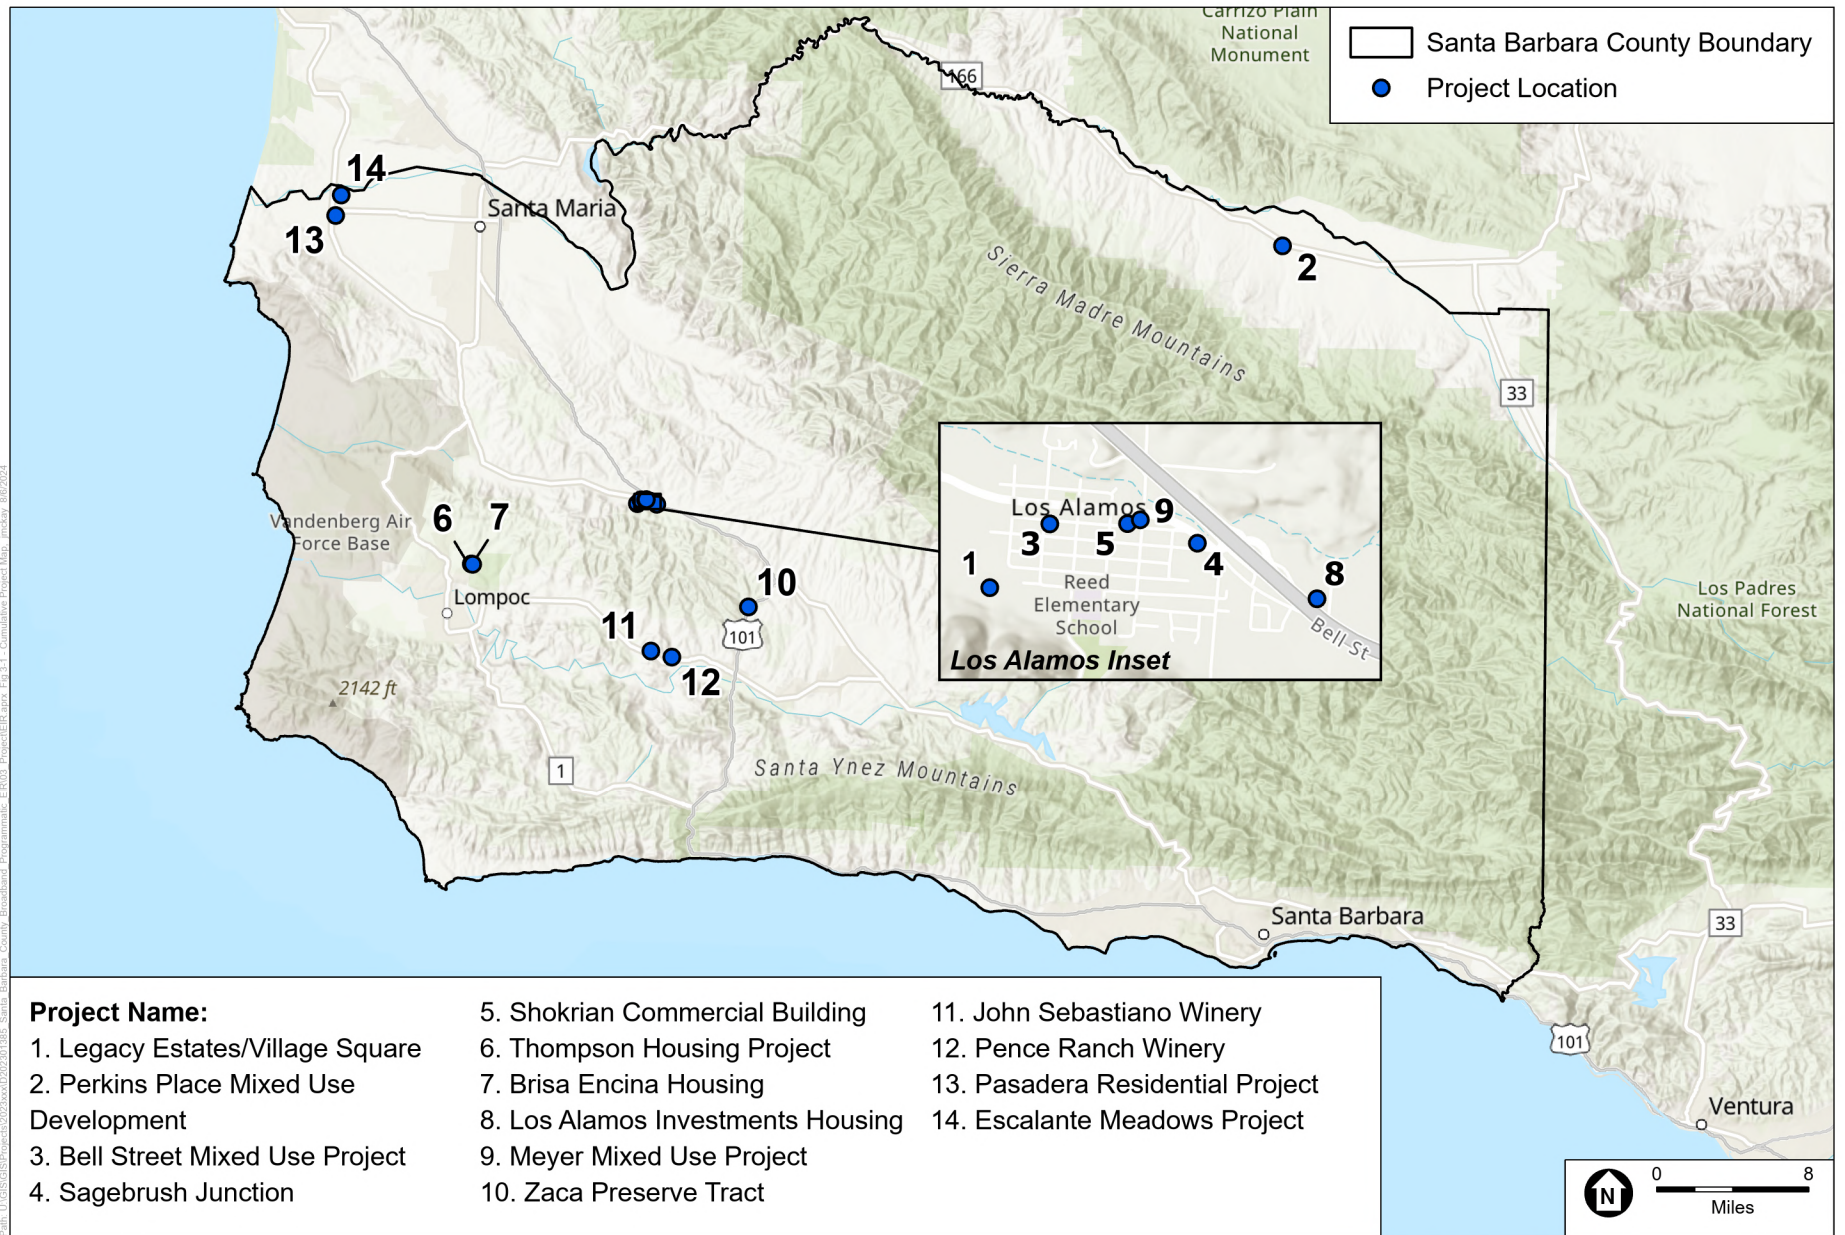 Carrizo Plain
National
Monument
Santa Barbara County Boundary
Project Location
166
14
Santa Maria
13
2
Sierra Madre Mountains
33
Los Alamos
9
3
5
4
1
8
Reed
Elementary
School
Bell St
Los Alamos Inset
6
7
Vandenberg Air
Force Base
Lompoc
10
11
101
12
Los Padres
National Forest
2142 ft
1
Santa Ynez Mountains
Santa Barbara
33
101
Ventura
Project Name:
1. Legacy Estates/Village Square
2. Perkins Place Mixed Use
Development
3. Bell Street Mixed Use Project
4. Sagebrush Junction
5. Shokrian Commercial Building
6. Thompson Housing Project
7. Brisa Encina Housing
8. Los Alamos Investments Housing
9. Meyer Mixed Use Project
10. Zaca Preserve Tract
11. John Sebastiano Winery
12. Pence Ranch Winery
13. Pasadera Residential Project
14. Escalante Meadows Project
N
0 8
Miles